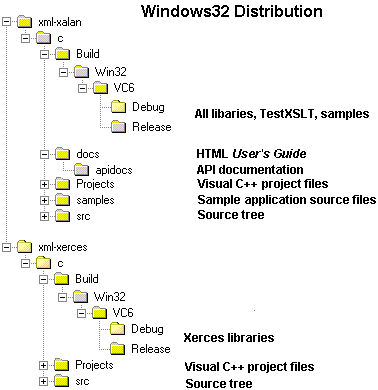 Windows32 Distribution
xml-xalan
c
Build
Win32
VC6
Debug
All libaries, TestXSLT, samples
Release
docs HTML User's Guide
apidocs API documentation
Projects Visual C++ project files
samples Sample application source files
src Source tree
xml-xerces
c
Build
Win32
VC6
Debug
Xerces libraries
Release
Projects Visual C++ project files
src Source tree